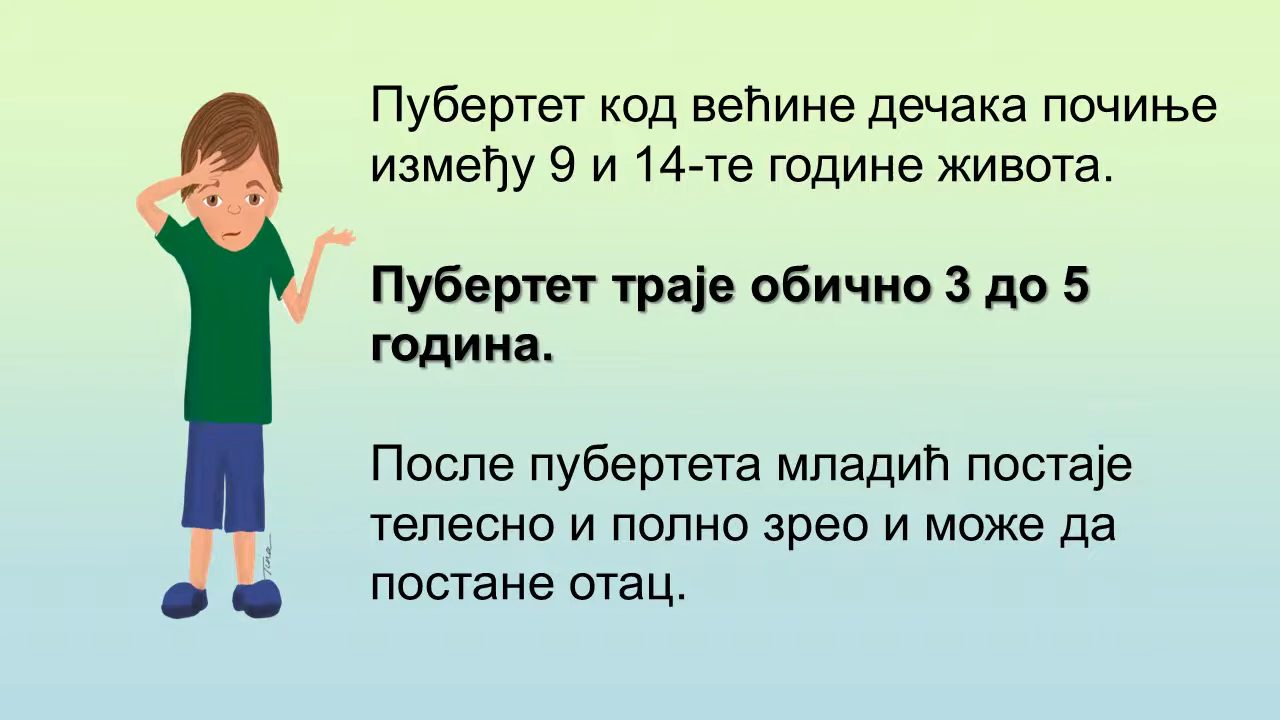 Пубертет код већине дечака почиње
између 9 и 14-те године живота.
Пубертет траје обично 3 до 5
година.
После пубертета младић постаје
телесно и полно зрео и може да
постане отац.
Tina